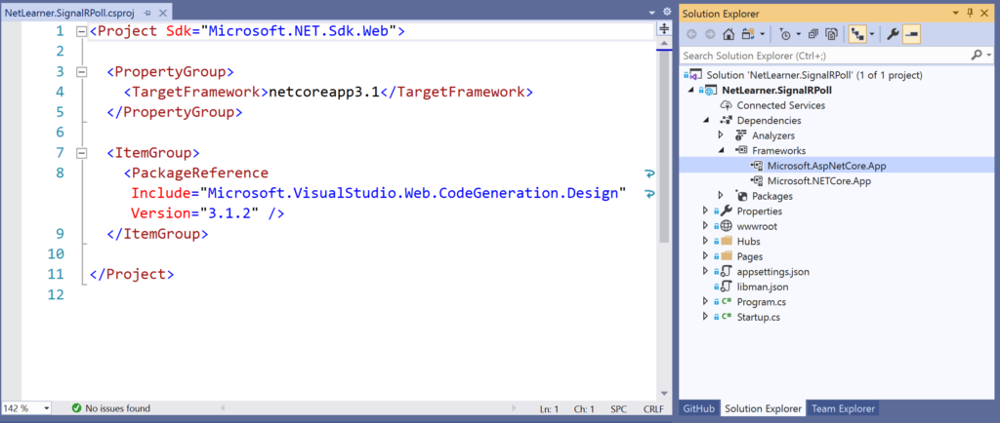 NetLearner.SignalRPoll.csproj
1 <Project Sdk="Microsoft.NET.Sdk.Web">
2
3 <PropertyGroup>
4 <TargetFramework>netcoreapp3.1</TargetFramework>
5 </PropertyGroup>
6
7 <ItemGroup>
8 <PackageReference
Include="Microsoft.VisualStudio.Web.CodeGeneration.Design"
Version="3.1.2" />
9 </ItemGroup>
10
11 </Project>
12
142 % No issues found Ln: 1 Ch: 1 SPC CRLF
Solution Explorer
Search Solution Explorer (Ctrl+;)
Solution 'NetLearner.SignalRPoll' (1 of 1 project)
NetLearner.SignalRPoll
Connected Services
Dependencies
Analyzers
Frameworks
Microsoft.AspNetCore.App
Microsoft.NETCore.App
Packages
Properties
wwwroot
Hubs
Pages
appsettings.json
libman.json
C# Program.cs
C# Startup.cs
GitHub Solution Explorer Team Explorer